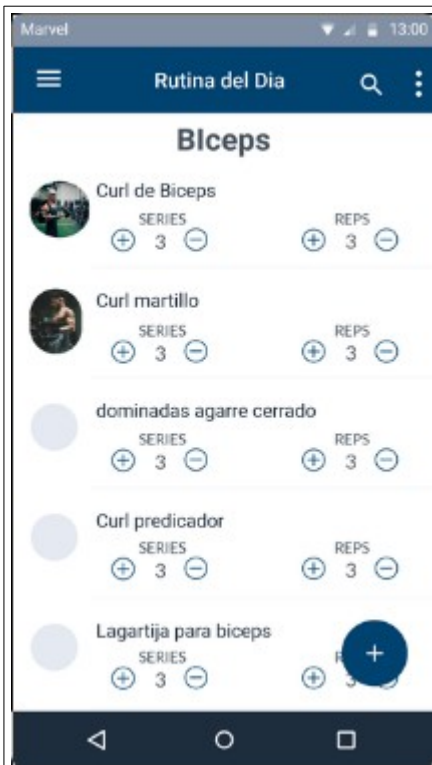 Marvel 13:00
Rutina del Dia
BIceps
Curl de Biceps
SERIES REPS
3 3
Curl martillo
SERIES REPS
3 3
dominadas agarre cerrado
SERIES REPS
3 3
Curl predicador
SERIES REPS
3 3
Lagartija para biceps
SERIES
3 3